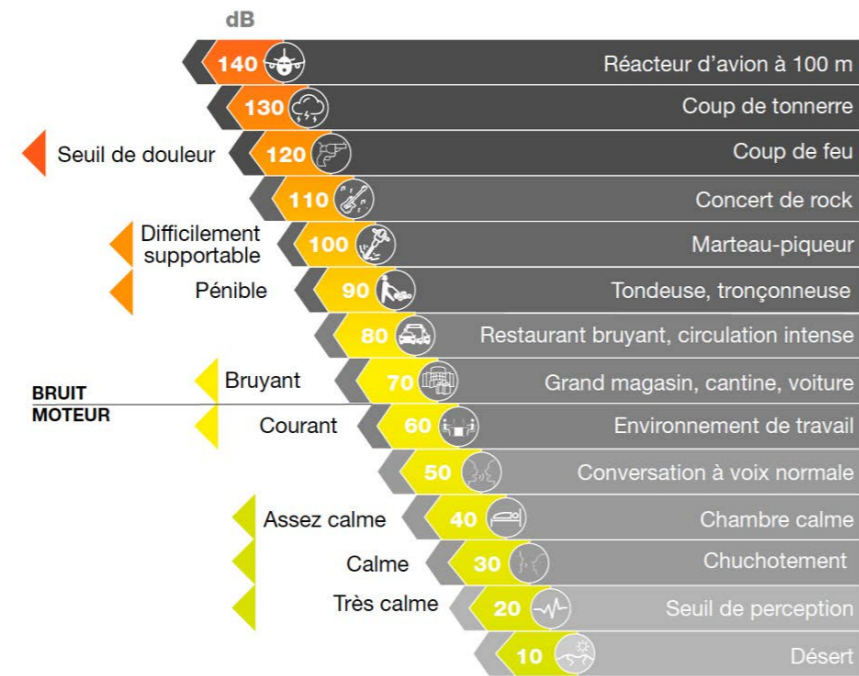 dB
140 Réacteur d'avion à 100 m
130 Coup de tonnerre
Seuil de douleur 120 Coup de feu
110 Concert de rock
Difficilement
supportable 100 Marteau-piqueur
Pénible 90 Tondeuse, tronçonneuse
80 Restaurant bruyant, circulation intense
Bruyant 70 Grand magasin, cantine, voiture
BRUIT
MOTEUR
Courant 60 Environnement de travail
50 Conversation à voix normale
Assez calme 40 Chambre calme
Calme 30 Chuchotement
Très calme 20 Seuil de perception
10 Désert